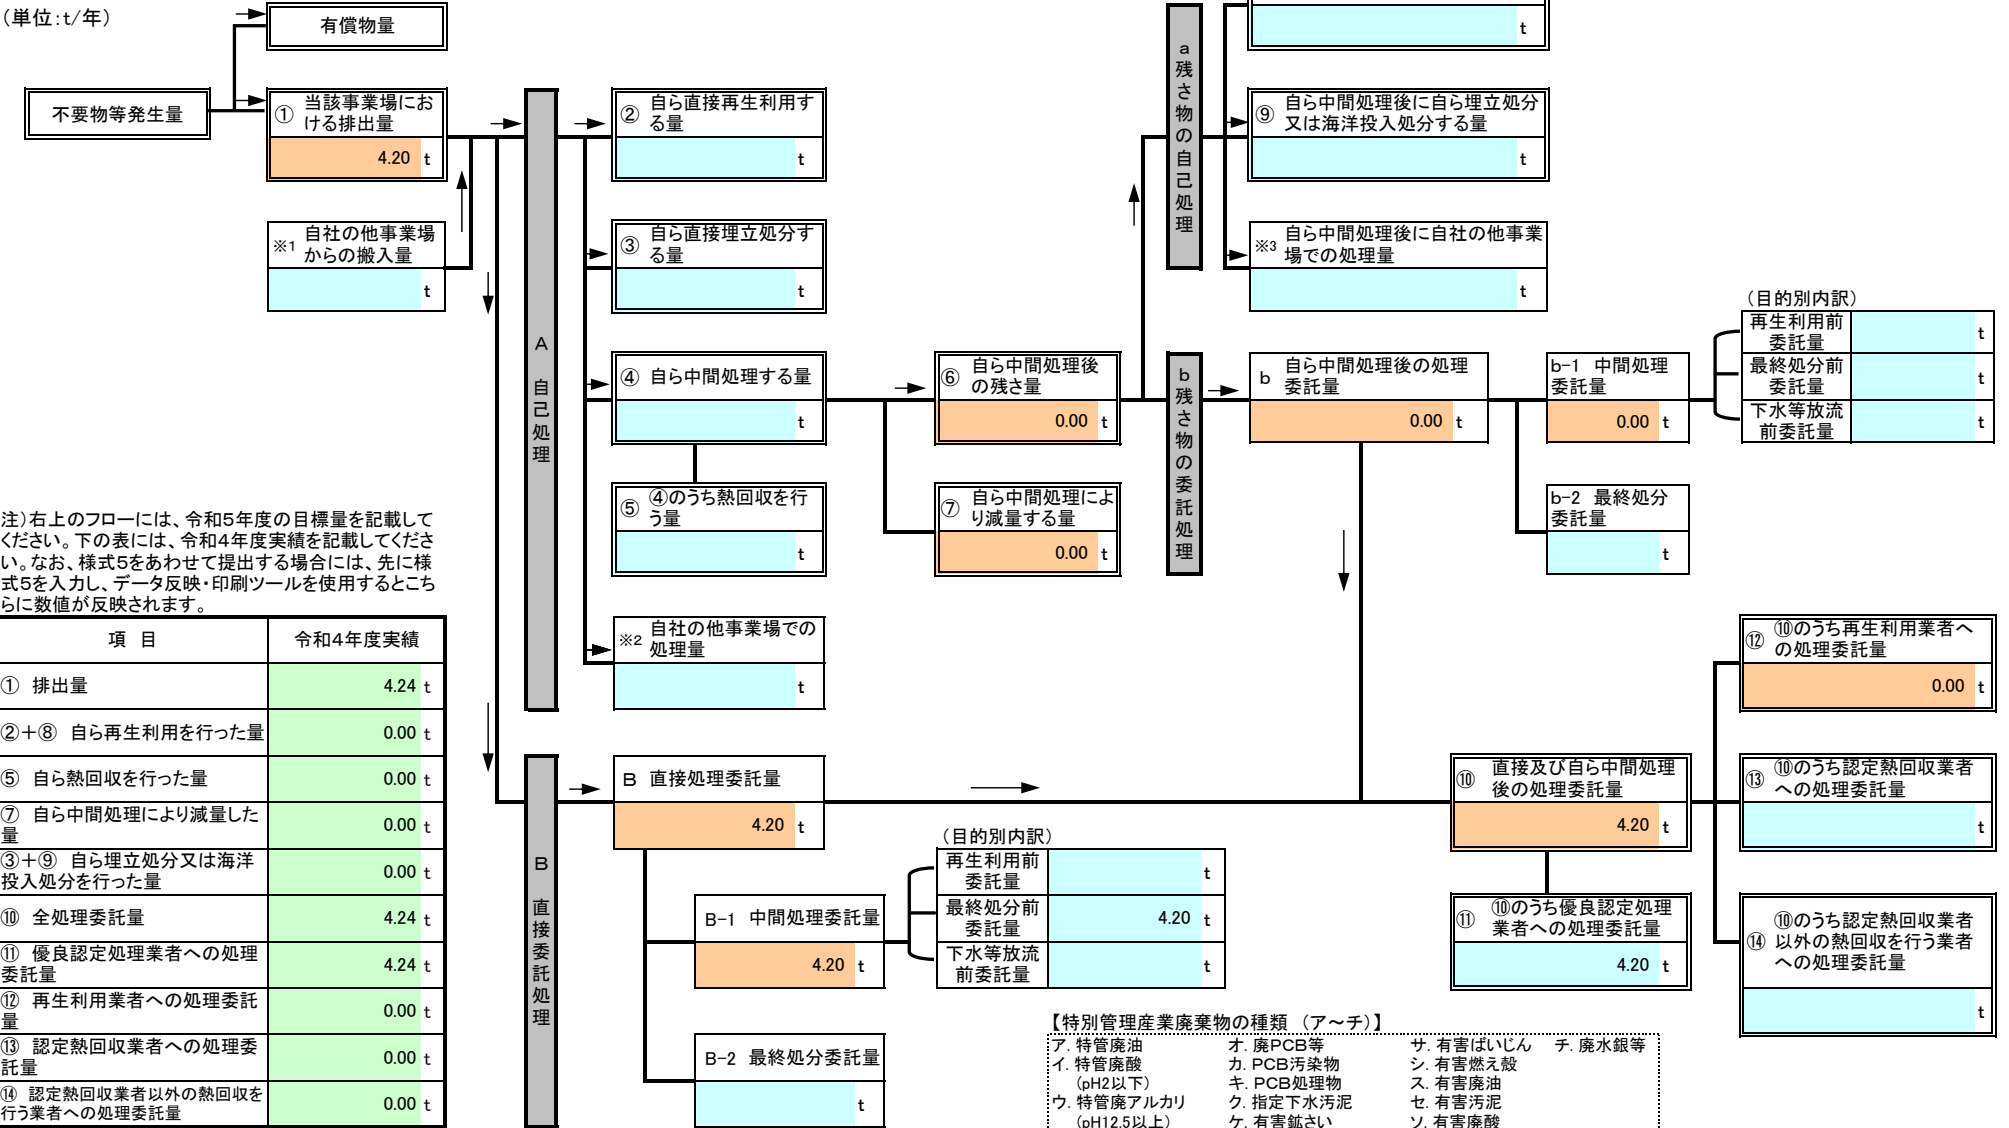 （単位：t/年）
有償物量
不要物等発生量
① 当該事業場にお
ける排出量
4.20 t
※1 自社の他事業場
からの搬入量
t
A 自己処理
② 自ら直接再生利用す
る量
t
③ 自ら直接埋立処分す
る量
t
④ 自ら中間処理する量
t
⑤ ④のうち熱回収を行
う量
t
※2 自社の他事業場での
処理量
t
⑥ 自ら中間処理後
の残さ量
0.00 t
⑦ 自ら中間処理によ
り減量する量
0.00 t
a 残さ物の自己処理
t
⑨ 自ら中間処理後に自ら埋立処分
又は海洋投入処分する量
t
※3 自ら中間処理後に自社の他事業
場での処理量
t
b 残さ物の委託処理
b 自ら中間処理後の処理
委託量
0.00 t
b-1 中間処理
委託量
0.00 t
（目的別内訳）
再生利用前
委託量
t
最終処分前
委託量
t
下水等放流
前委託量
t
b-2 最終処分
委託量
t
注）右上のフローには、令和5年度の目標量を記載して
ください。下の表には、令和4年度実績を記載してくださ
い。なお、様式5をあわせて提出する場合には、先に様
式5を入力し、データ反映・印刷ツールを使用するとこち
らに数値が反映されます。
項 目 令和4年度実績
① 排出量 4.24 t
②＋⑧ 自ら再生利用を行った量 0.00 t
⑤ 自ら熱回収を行った量 0.00 t
⑦ 自ら中間処理により減量した
量 0.00 t
③＋⑨ 自ら埋立処分又は海洋
投入処分を行った量 0.00 t
⑩ 全処理委託量 4.24 t
⑪ 優良認定処理業者への処理
委託量 4.24 t
⑫ 再生利用業者への処理委託
量 0.00 t
⑬ 認定熱回収業者への処理委
託量 0.00 t
⑭ 認定熱回収業者以外の熱回収を
行う業者への処理委託量 0.00 t
B 直接委託処理
B 直接処理委託量
4.20 t
B-1 中間処理委託量
4.20 t
（目的別内訳）
再生利用前
委託量
t
最終処分前
委託量
4.20 t
下水等放流
前委託量
t
B-2 最終処分委託量
t
⑩ 直接及び自ら中間処理
後の処理委託量
4.20 t
⑪ ⑩のうち優良認定処理
業者への処理委託量
4.20 t
⑫ ⑩のうち再生利用業者へ
の処理委託量
0.00 t
⑬ ⑩のうち認定熱回収業者
への処理委託量
t
⑭ ⑩のうち認定熱回収業者
以外の熱回収を行う業者
への処理委託量
t
【特別管理産業廃棄物の種類 （ア～チ）】
ア．特管廃油 オ．廃PCB等 サ．有害ばいじん チ．廃水銀等
イ．特管廃酸 カ．PCB汚染物 シ．有害燃え殻
（pH2以下） キ．PCB処理物 ス．有害廃油
ウ．特管廃アルカリ ク．指定下水汚泥 セ．有害汚泥
（pH12.5以上） ケ．有害鉱さい ソ．有害廃酸